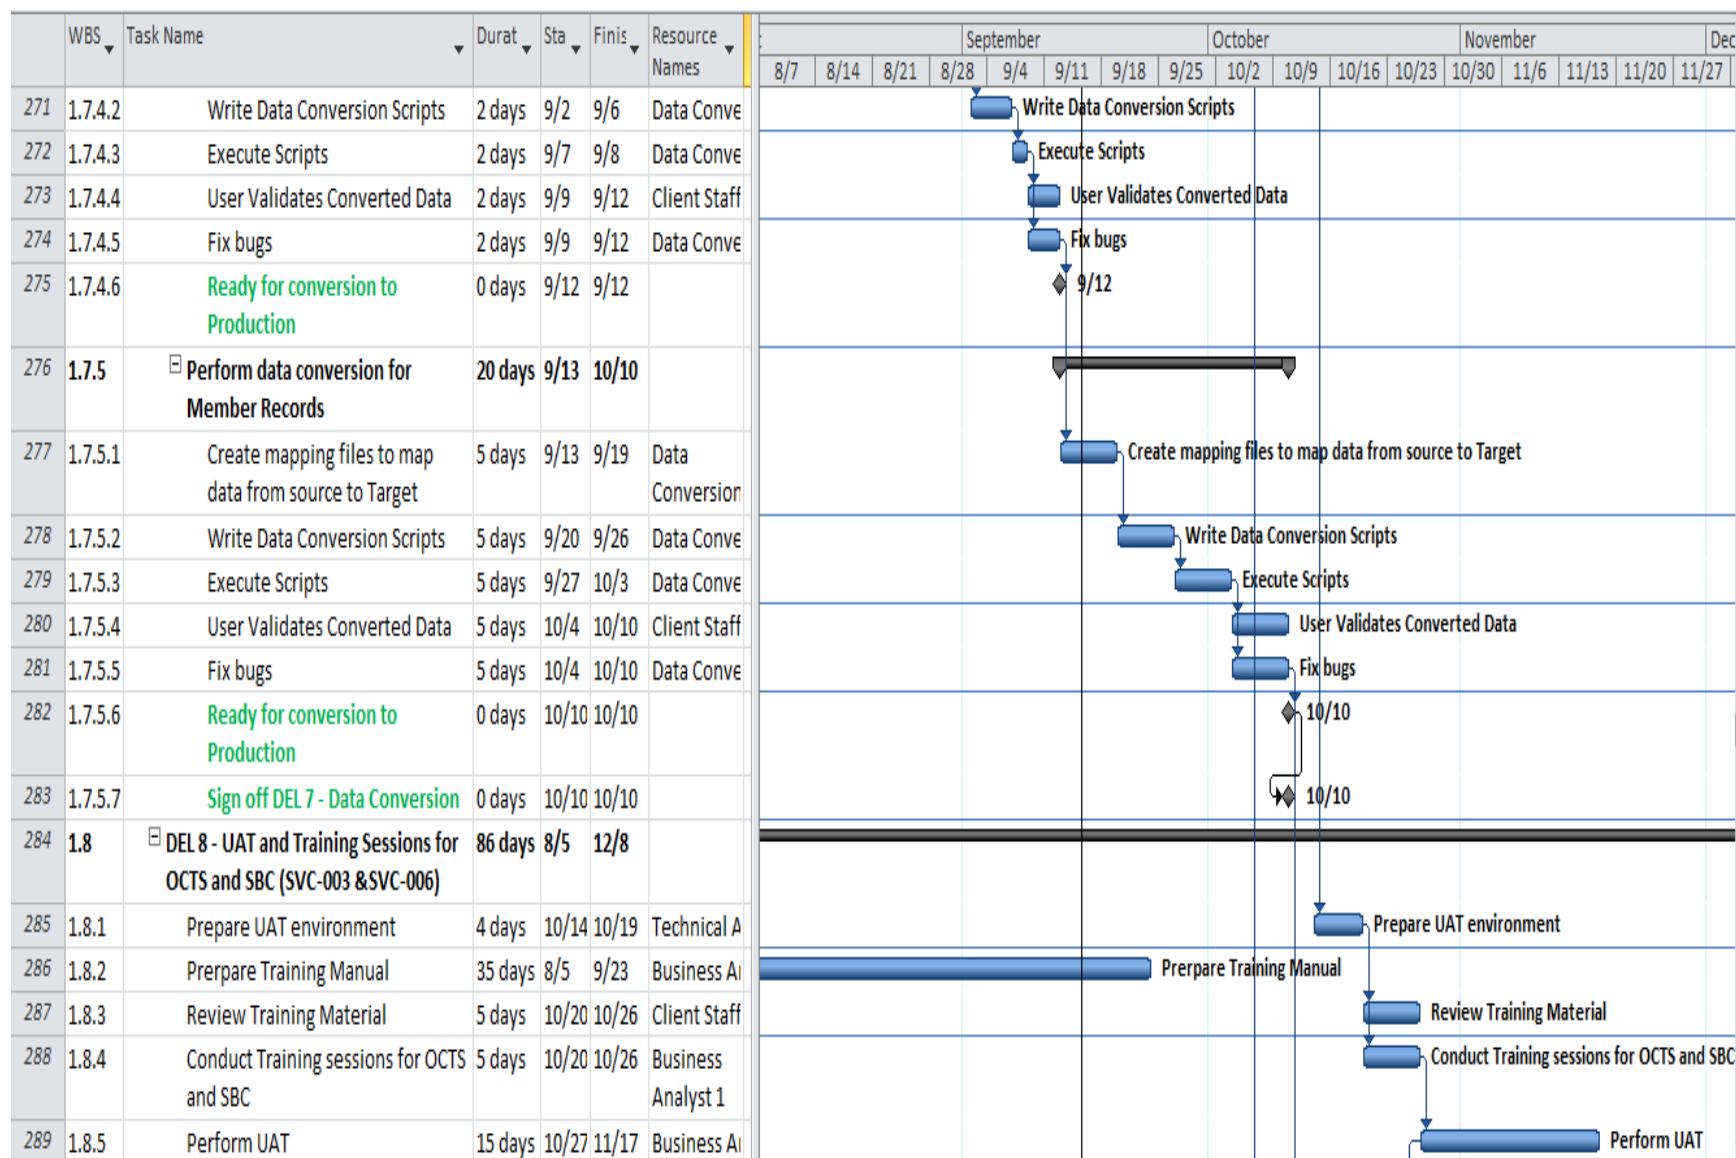 WBS Task Name Durat Sta Finis Resource Names
September October November Dec
8/7 8/14 8/21 8/28 9/4 9/11 9/18 9/25 10/2 10/9 10/16 10/23 10/30 11/6 11/13 11/20 11/27
271 1.7.4.2 Write Data Conversion Scripts 2 days 9/2 9/6 Data Conve Write Data Conversion Scripts
272 1.7.4.3 Execute Scripts 2 days 9/7 9/8 Data Conve Execute Scripts
273 1.7.4.4 User Validates Converted Data 2 days 9/9 9/12 Client Staff User Validates Converted Data
274 1.7.4.5 Fix bugs 2 days 9/9 9/12 Data Conve Fix bugs
275 1.7.4.6 Ready for conversion to 0 days 9/12 9/12 9/12
Production
276 1.7.5 Perform data conversion for 20 days 9/13 10/10
Member Records
277 1.7.5.1 Create mapping files to map 5 days 9/13 9/19 Data Create mapping files to map data from source to Target
data from source to Target Conversion
278 1.7.5.2 Write Data Conversion Scripts 5 days 9/20 9/26 Data Conve Write Data Conversion Scripts
279 1.7.5.3 Execute Scripts 5 days 9/27 10/3 Data Conve Execute Scripts
280 1.7.5.4 User Validates Converted Data 5 days 10/4 10/10 Client Staff User Validates Converted Data
281 1.7.5.5 Fix bugs 5 days 10/4 10/10 Data Conve Fix bugs
282 1.7.5.6 Ready for conversion to 0 days 10/10 10/10 10/10
Production
283 1.7.5.7 Sign off DEL 7 - Data Conversion 0 days 10/10 10/10 10/10
284 1.8 DEL 8 - UAT and Training Sessions for 86 days 8/5 12/8
OCTS and SBC (SVC-003 &SVC-006)
285 1.8.1 Prepare UAT environment 4 days 10/14 10/19 Technical A Prepare UAT environment
286 1.8.2 Prerpare Training Manual 35 days 8/5 9/23 Business A Prerpare Training Manual
287 1.8.3 Review Training Material 5 days 10/20 10/26 Client Staff Review Training Material
288 1.8.4 Conduct Training sessions for OCTS 5 days 10/20 10/26 Business Conduct Training sessions for OCTS and SBC
and SBC Analyst 1
289 1.8.5 Perform UAT 15 days 10/27 11/17 Business A Perform UAT